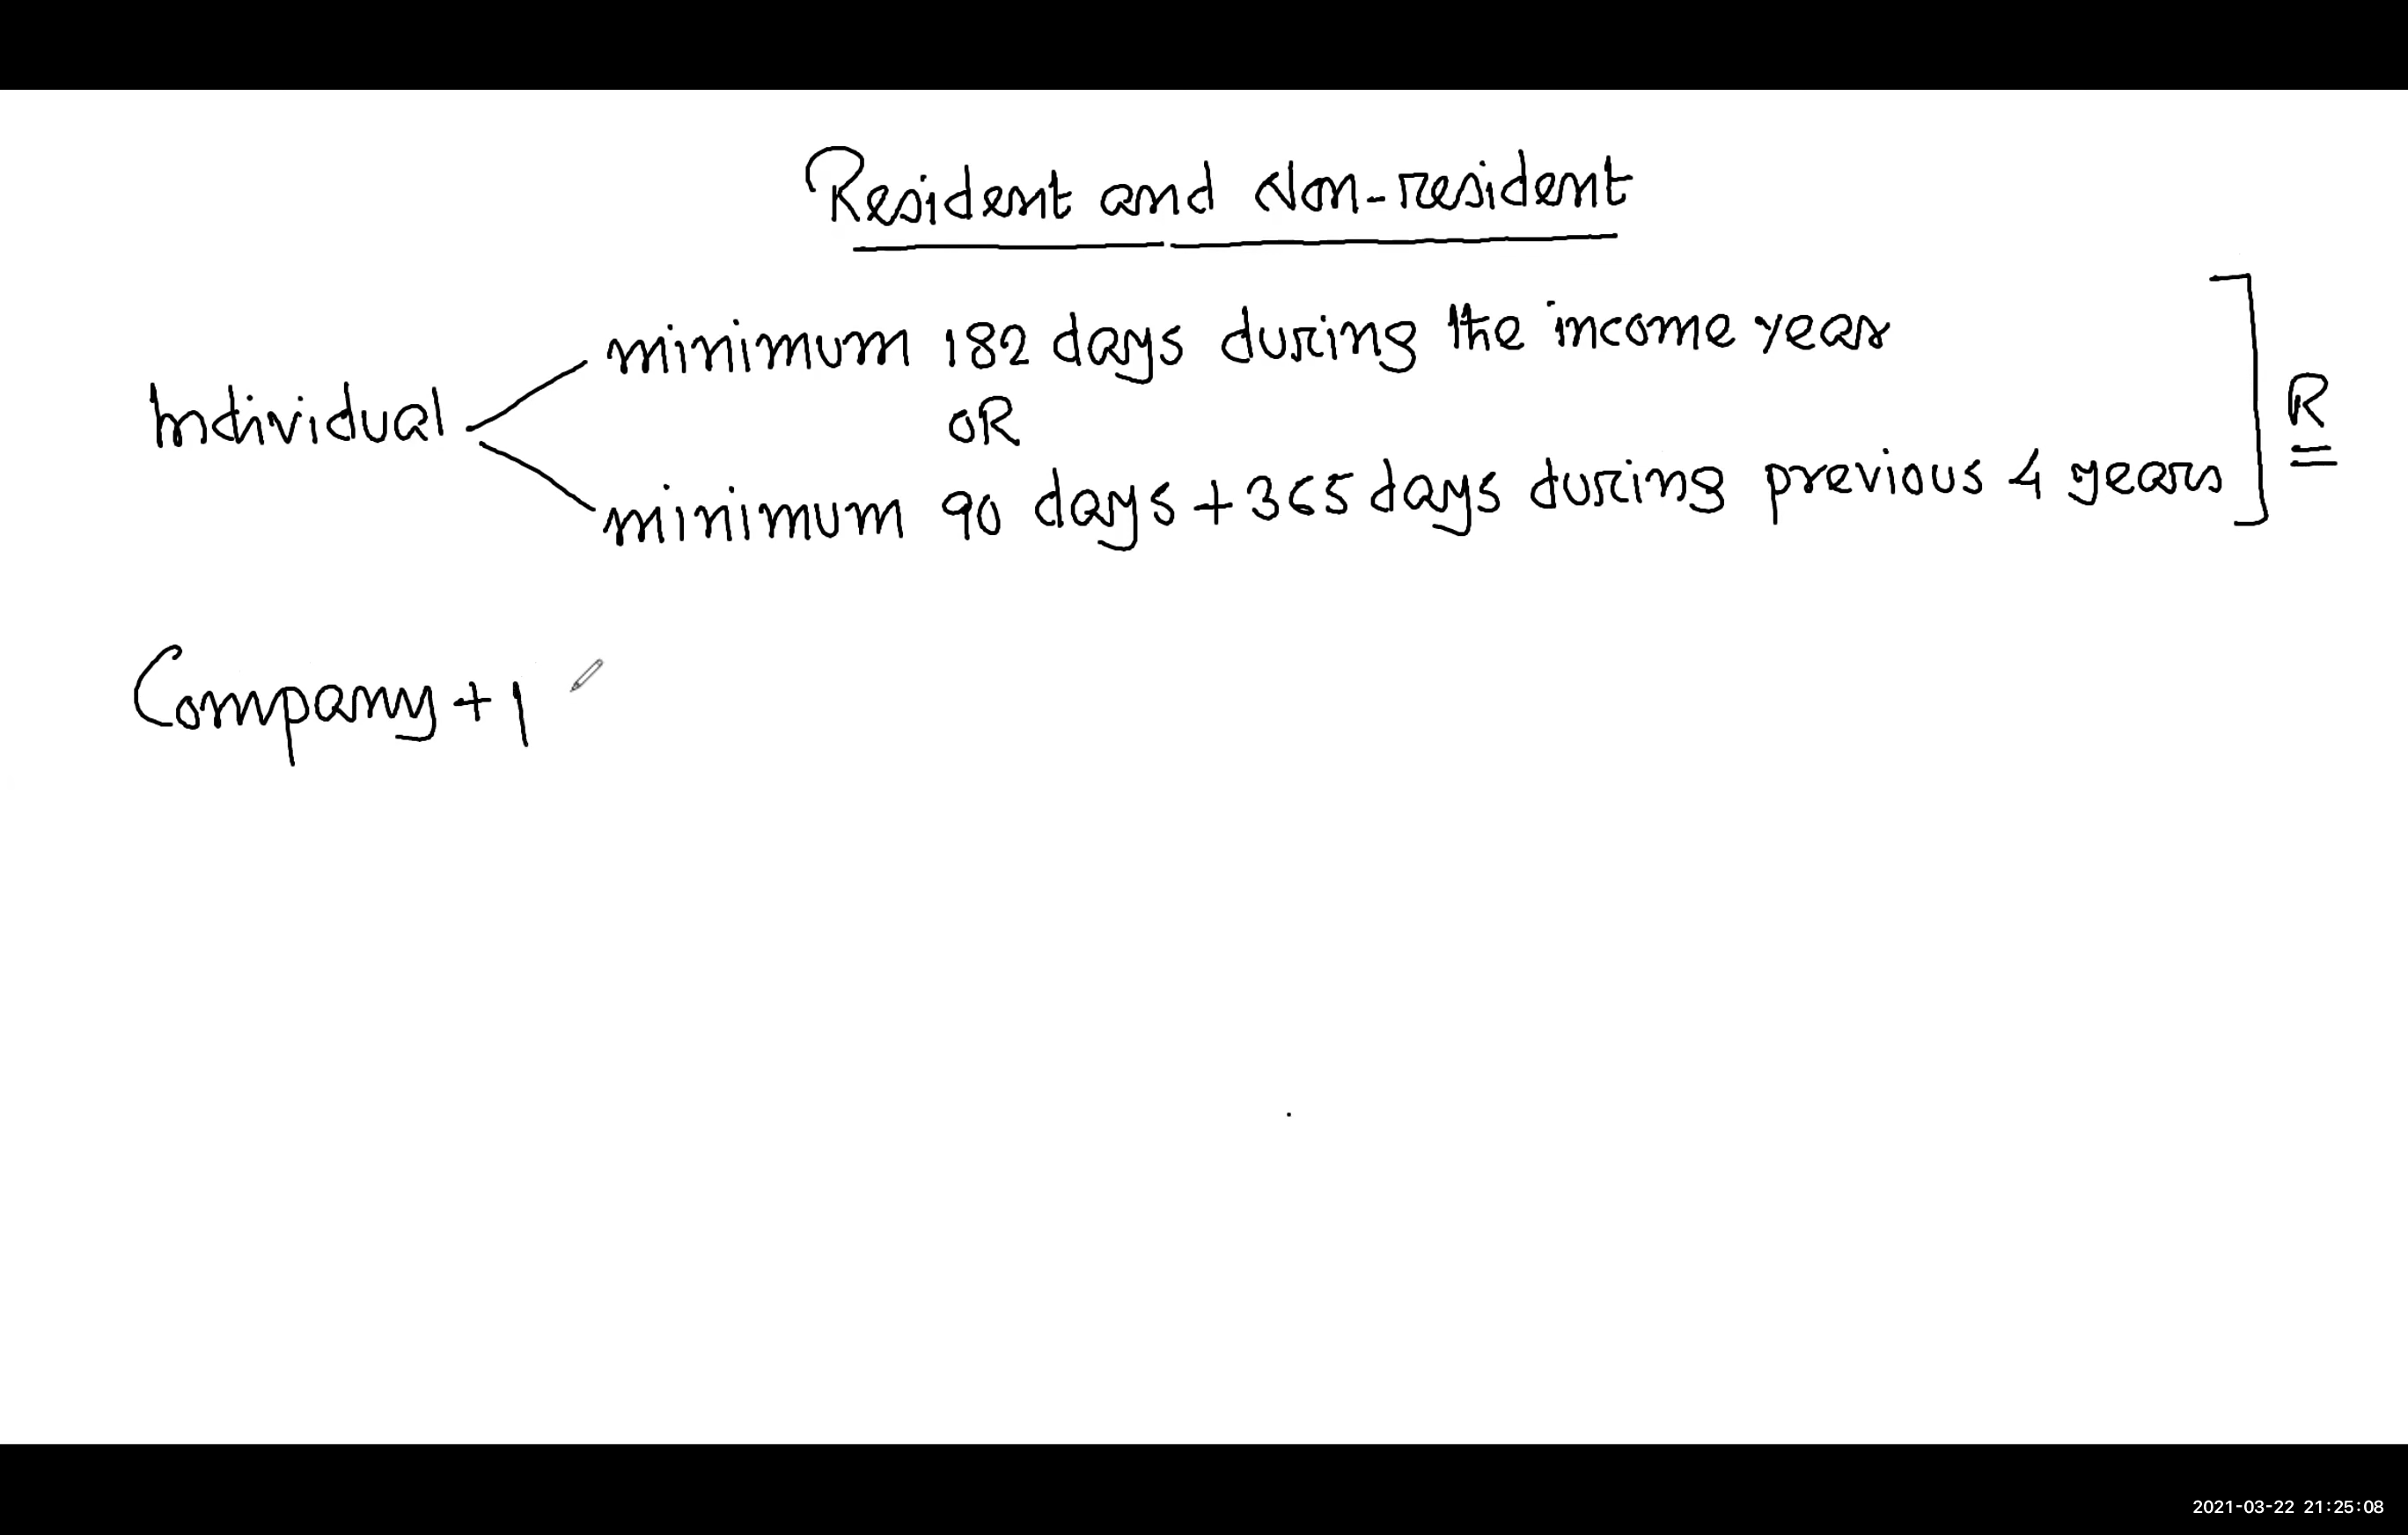 Resident and Non-resident
minimum 182 days during the income year
Individual
OR
R
minimum 90 days + 365 days during previous 4 years
Company + 1
2021-03-22 21:25:08